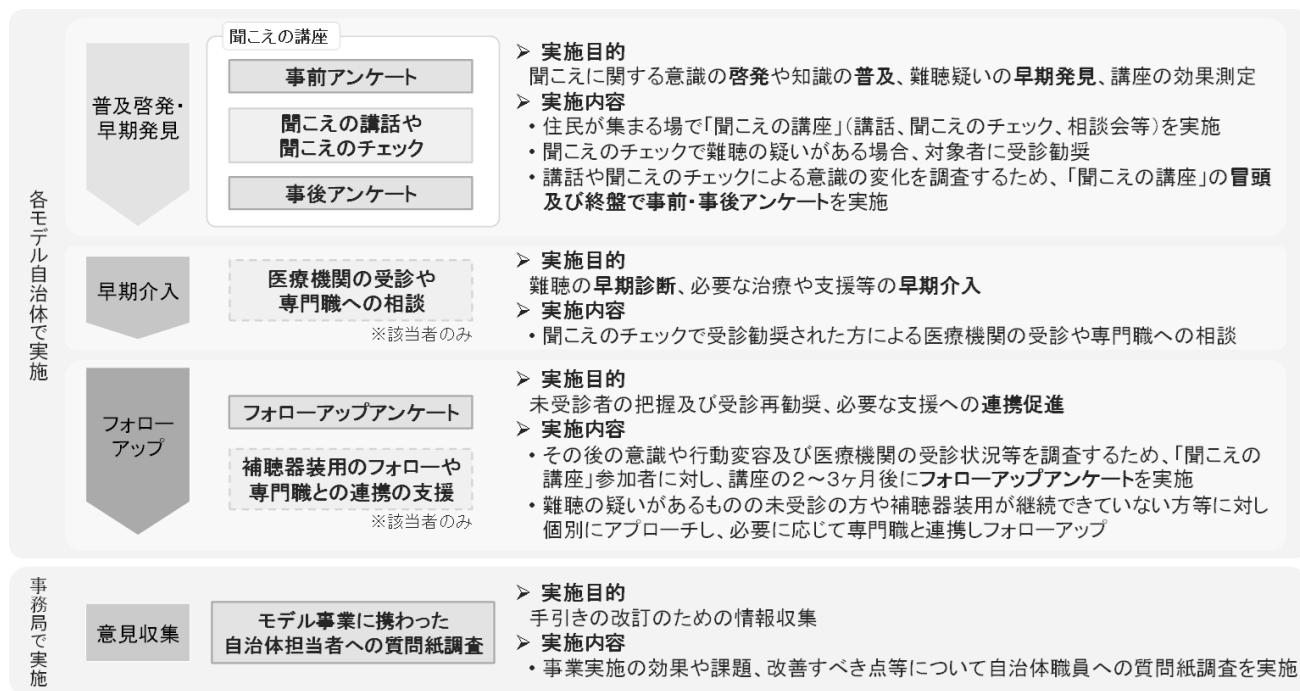 各モデル自治体で実施
普及啓発・
早期発見
聞こえの講座
事前アンケート
聞こえの講話や
聞こえのチェック
事後アンケート
➢ 実施目的
聞こえに関する意識の啓発や知識の普及、難聴疑いの早期発見、講座の効果測定
➢ 実施内容
・住民が集まる場で「聞こえの講座」（講話、聞こえのチェック、相談会等）を実施
・聞こえのチェックで難聴の疑いがある場合、対象者に受診勧奨
・講話や聞こえのチェックによる意識の変化を調査するため、「聞こえの講座」の冒頭
及び終盤で事前・事後アンケートを実施
早期介入
医療機関の受診や
専門職への相談
※該当者のみ
➢ 実施目的
難聴の早期診断、必要な治療や支援等の早期介入
➢ 実施内容
・聞こえのチェックで受診勧奨された方による医療機関の受診や専門職への相談
フォロー
アップ
フォローアップアンケート
補聴器装用のフォローや
専門職との連携の支援
※該当者のみ
➢ 実施目的
未受診者の把握及び受診再勧奨、必要な支援への連携促進
➢ 実施内容
・その後の意識や行動変容及び医療機関の受診状況等を調査するため、「聞こえの
講座」参加者に対し、講座の２～３ヶ月後にフォローアップアンケートを実施
・難聴の疑いがあるものの未受診の方や補聴器装用が継続できていない方等に対し
個別にアプローチし、必要に応じて専門職と連携しフォローアップ
事務局で実施
意見収集
モデル事業に携わった
自治体担当者への質問紙調査
➢ 実施目的
手引きの改訂のための情報収集
➢ 実施内容
・事業実施の効果や課題、改善すべき点等について自治体職員への質問紙調査を実施